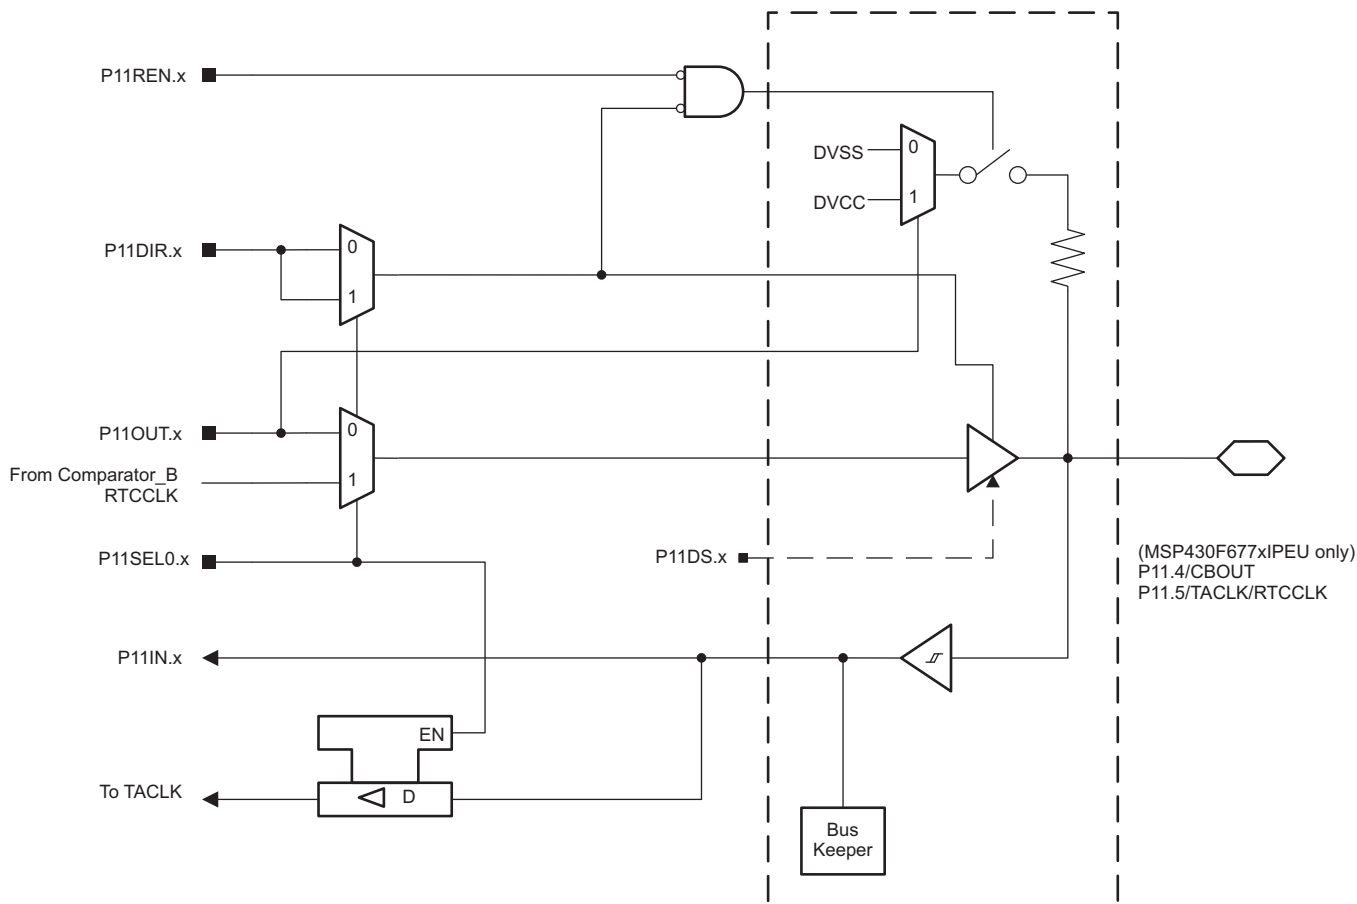 P11REN.x
DVSS
0
DVCC
1
P11DIR.x
0
1
P11OUT.x
0
From Comparator_B
RTCCLK
1
P11SEL0.x
P11DS.x
(MSP430F677xIPEU only)
P11.4/CBOUT
P11.5/TACLK/RTCCLK
P11IN.x
EN
To TACLK
D
Bus
Keeper